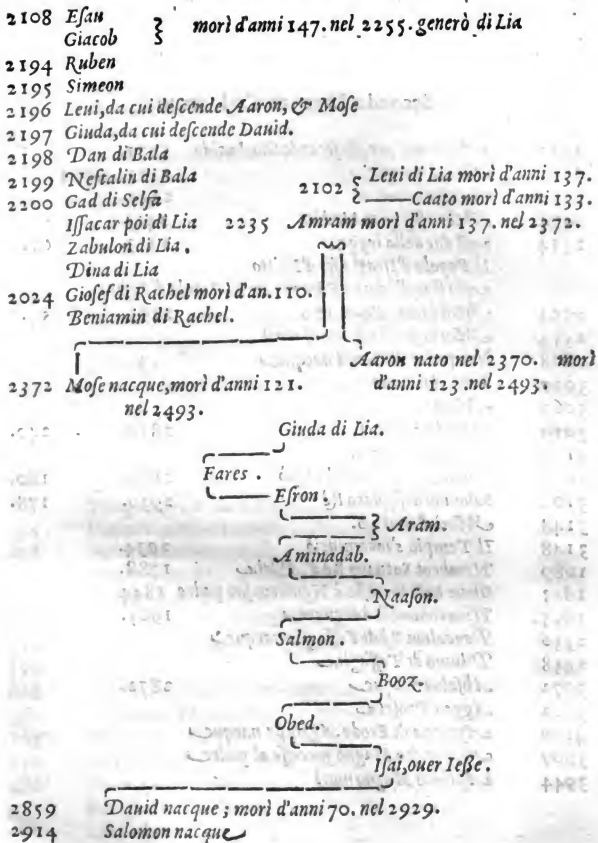 2108 Eſau
Giacob } morì d'anni 147. nel 2255. generò di Lia
2194 Ruben
2195 Simeon
2196 Leui, da cui deſcende Aaron, & Moſe
2197 Giuda, da cui deſcende Dauid.
2198 Dan di Bala
2199 Neftalin di Bala
2200 Gad di Selfa
2102 { Leui di Lia morì d'anni 137.
Caato morì d'anni 133.
Iſſacar poi di Lia 2235 Amiram morì d'anni 137. nel 2372.
Zabulon di Lia.
Dina di Lia
2024 Gioſef di Rachel morì d'an. 110.
Beniamin di Rachel.
Aaron nato nel 2370. morì
d'anni 123. nel 2493.
2372 Moſe nacque, morì d'anni 121.
nel 2493.
Giuda di Lia.
Fares.
Eſron.
Aram.
Aminadab.
Naaſon.
Salmon.
Booz.
Obed.
Iſai, ouer Ieſſe.
2859 Dauid nacque; morì d'anni 70. nel 2929.
2914 Salomon nacque